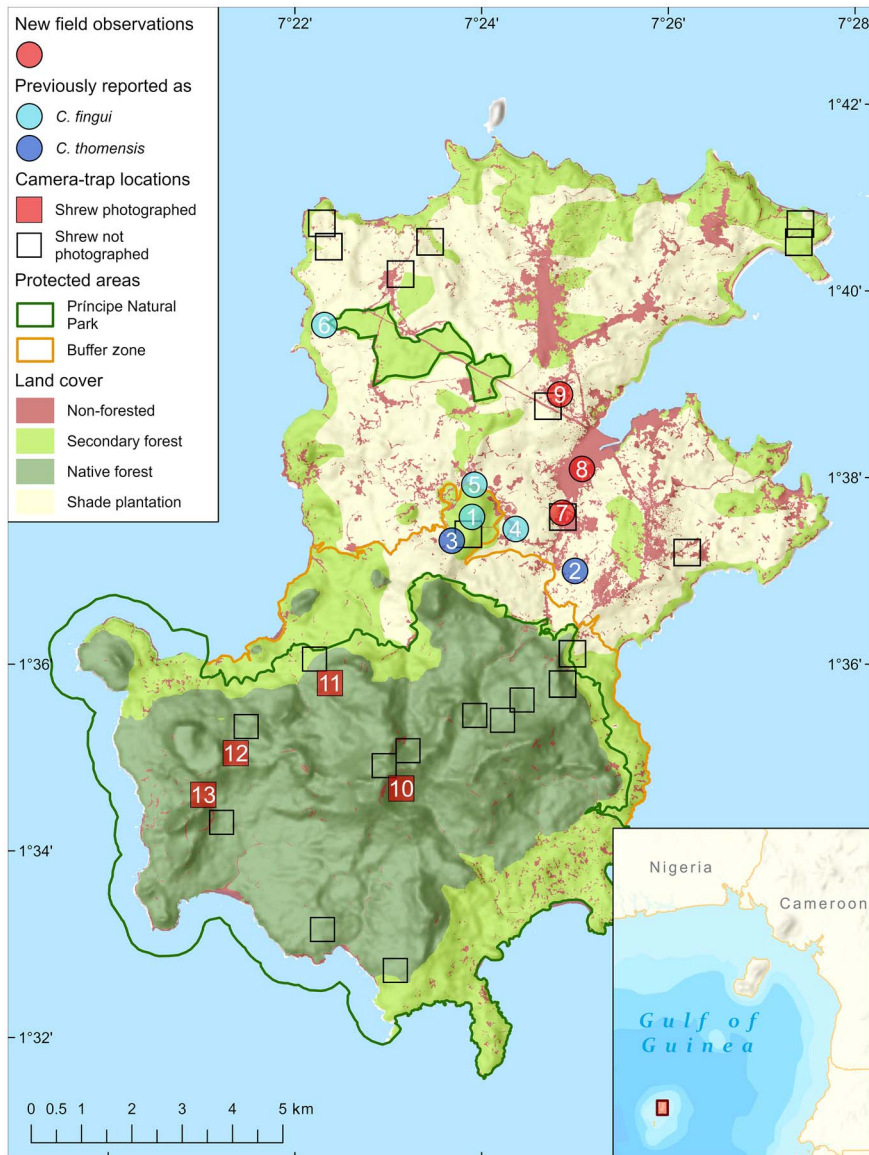 7°22'
7°24'
7°26'
7°28'
New field observations
Previously reported as
C. fingui
C. thomensis
Camera-trap locations
Shrew photographed
Shrew not
photographed
Protected areas
Príncipe Natural
Park
Buffer zone
Land cover
Non-forested
Secondary forest
Native forest
Shade plantation
1°42'
1°40'
6
9
8
1°38'
5
1
7
4
3
2
1°36'
1°36'
11
12
10
13
1°34'
1°32'
0 0.5 1 2 3 4 5 km
Nigeria
Cameroon
Gulf of
Guinea